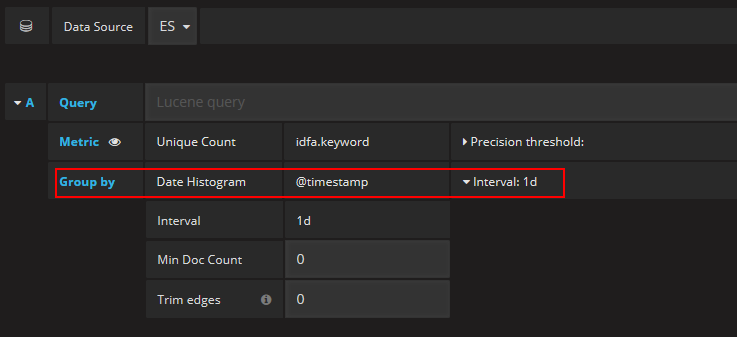 Data Source ES
A Query Lucene query
Metric Unique Count idfa.keyword Precision threshold:
Group by Date Histogram @timestamp Interval: 1d
Interval 1d
Min Doc Count 0
Trim edges 0